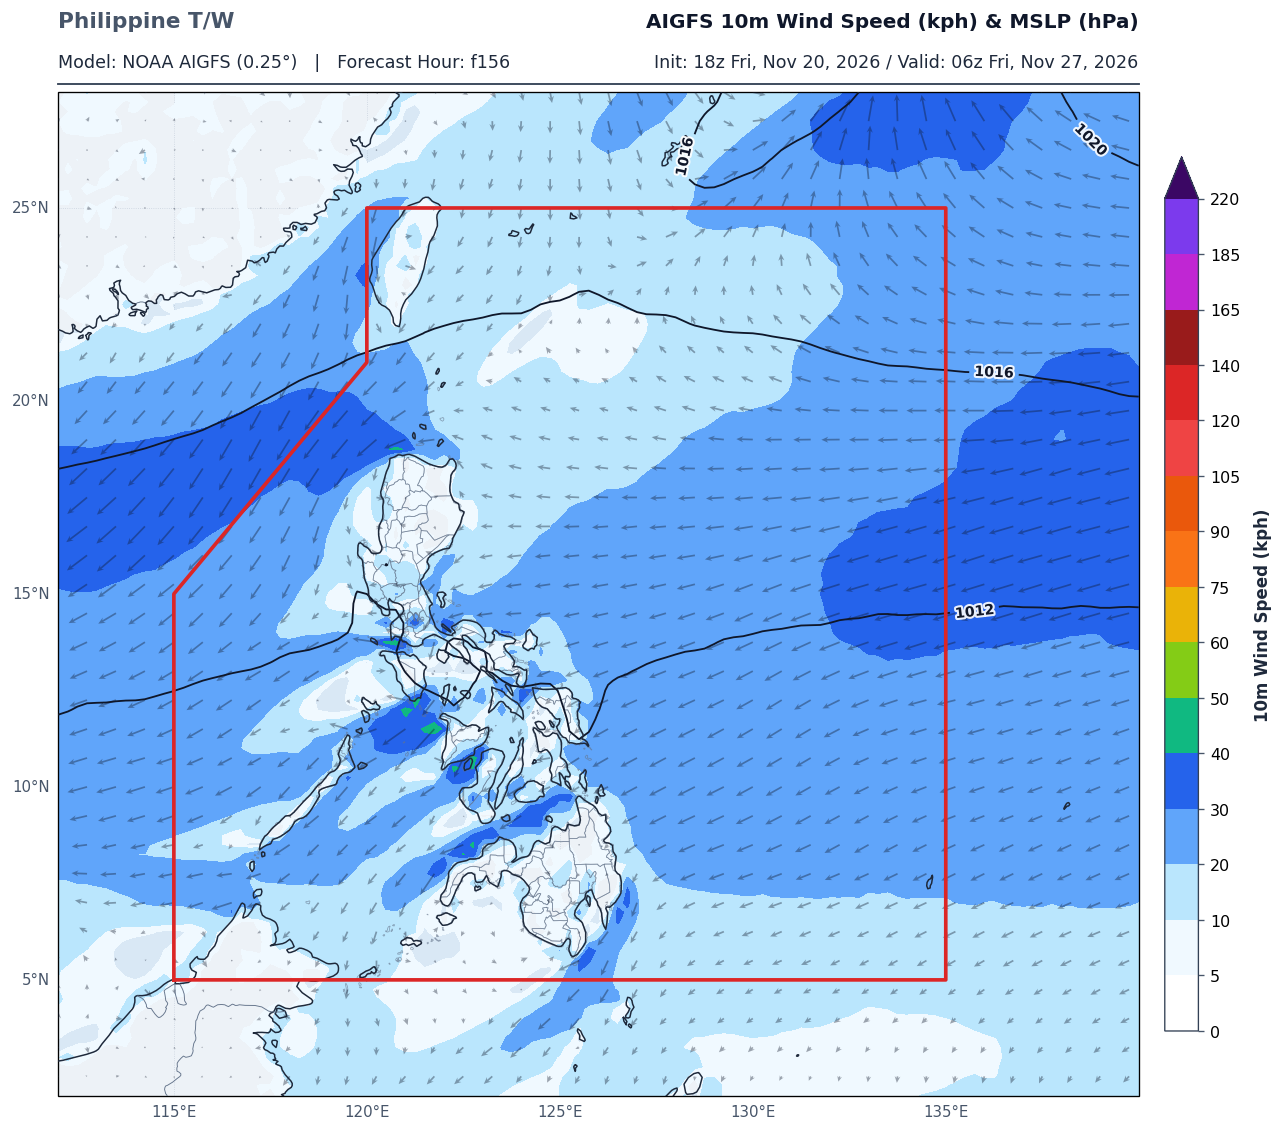 Philippine T/W
AIGFS 10m Wind Speed (kph) & MSLP (hPa)
Model: NOAA AIGFS (0.25°)   |   Forecast Hour: f156
Init: 18z Fri, Nov 20, 2026 / Valid: 06z Fri, Nov 27, 2026
1016
1020
25°N
20°N
15°N
10°N
5°N
1016
1012
115°E
120°E
125°E
130°E
135°E
220
185
165
140
120
105
90
75
60
50
40
30
20
10
5
0
10m Wind Speed (kph)